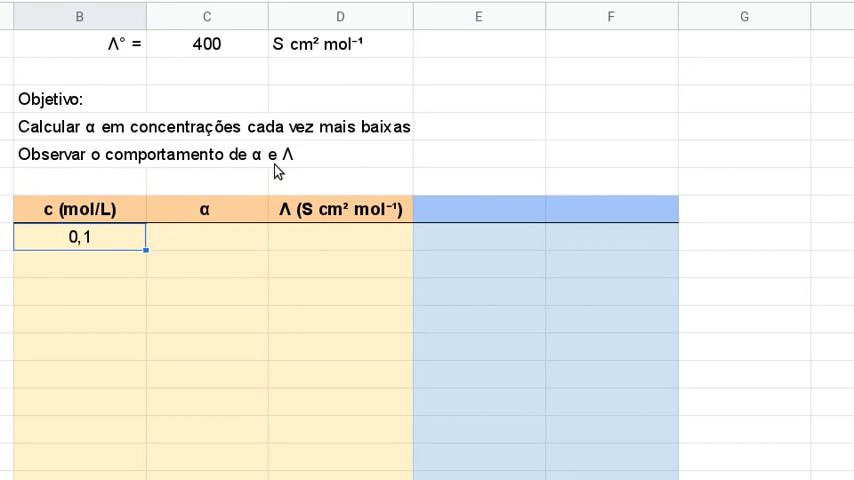 B C D E F G
Λ° = 400 S cm² mol⁻¹
Objetivo:
Calcular α em concentrações cada vez mais baixas
Observar o comportamento de α e Λ
c (mol/L) α Λ (S cm² mol⁻¹)
0,1